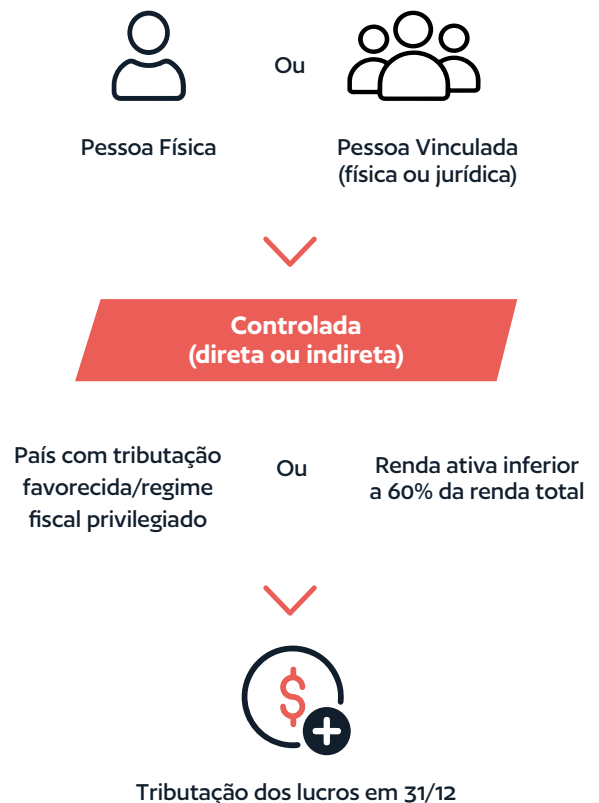 Ou
Pessoa Física
Pessoa Vinculada
(física ou jurídica)
Controlada
(direta ou indireta)
País com tributação
favorecida/regime
fiscal privilegiado
Ou
Renda ativa inferior
a 60% da renda total
$
Tributação dos lucros em 31/12